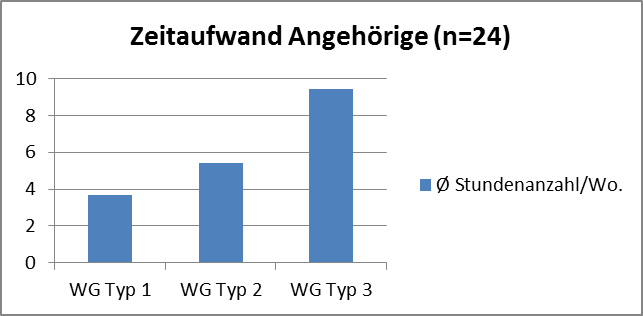 Zeitaufwand Angehörige (n=24)
10
8
6
4
2
0
WG Typ 1
WG Typ 2
WG Typ 3
Ø Stundenanzahl/Wo.